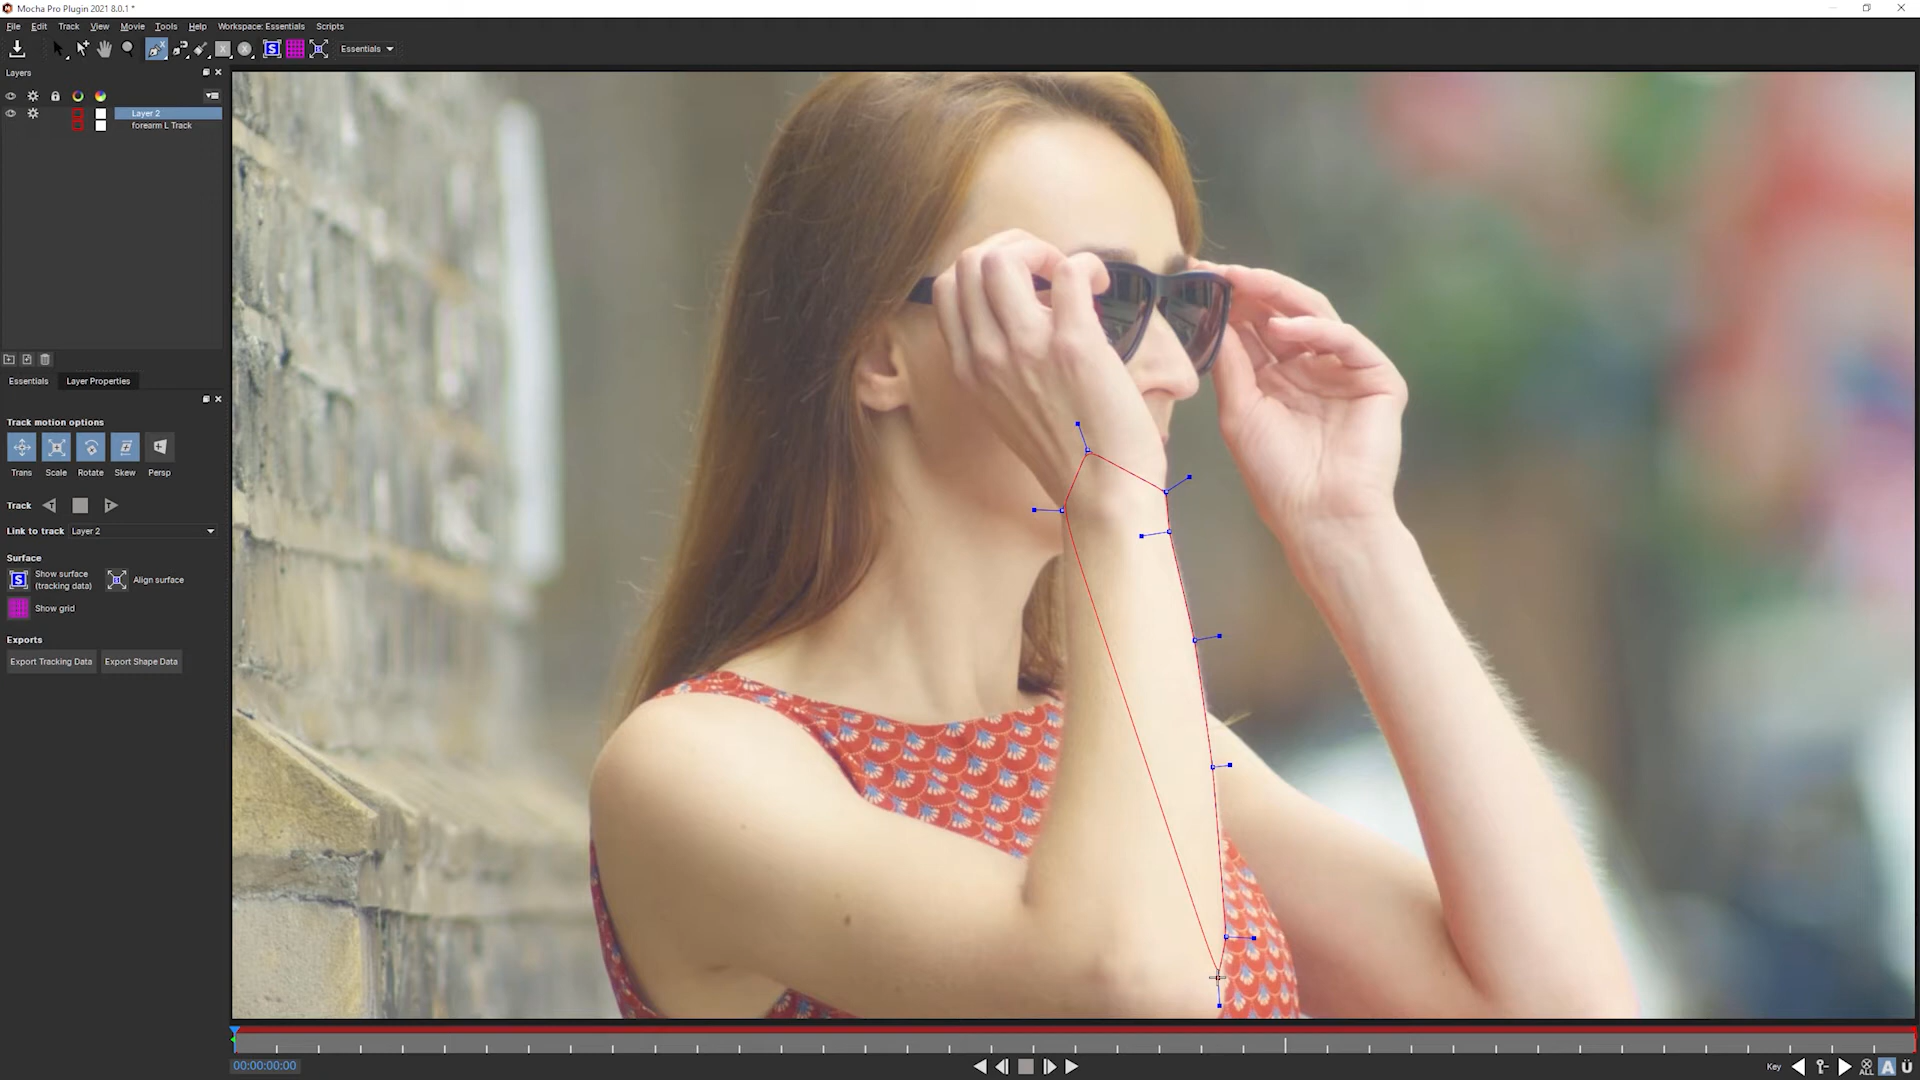 Mocha Pro Plugin 2021 8.0.1 *
File Edit Track View Movie Tools Help Workspace: Essentials Scripts
Essentials
Layers
Layer 2
forearm L Track
Essentials Layer Properties
Track motion options
Trans Scale Rotate Skew Persp
Track
Link to track Layer 2
Surface
Show surface
(tracking data)
Align surface
Show grid
Exports
Export Tracking Data Export Shape Data
00:00:00:00
Key
ALL
A
Ü